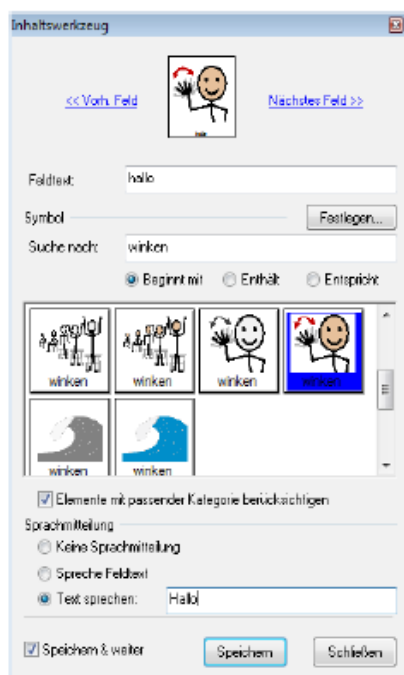 Inhaltswerkzeug
<< Vorh. Feld
Nächstes Feld >>
Feldtext: hallo
Symbol
Festlegen...
Suche nach: winken
Beginnt mit Enthält Entspricht
winken winken winken winken
winken winken
Elemente mit passender Kategorie berücksichtigen
Sprachmitteilung
Keine Sprachmitteilung
Spreche Feldtext
Text sprechen: Hallo
Speichern & weiter Speichern Schließen